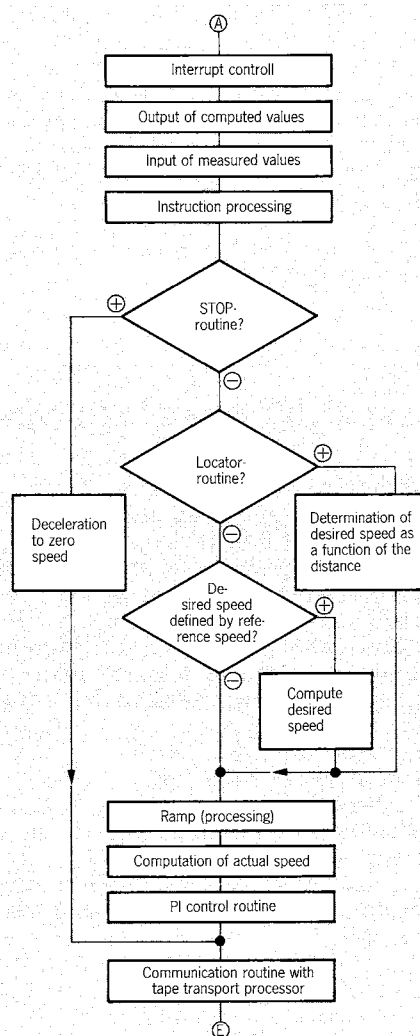 A
Interrupt controll
Output of computed values
Input of measured values
Instruction processing
+
STOP-
routine?
−
Locator-
routine?
+
−
Deceleration
to zero
speed
Determination of
desired speed as
a function of the
distance
De-
sired speed
defined by refe-
rence speed?
+
−
Compute
desired
speed
Ramp (processing)
Computation of actual speed
PI control routine
Communication routine with
tape transport processor
E